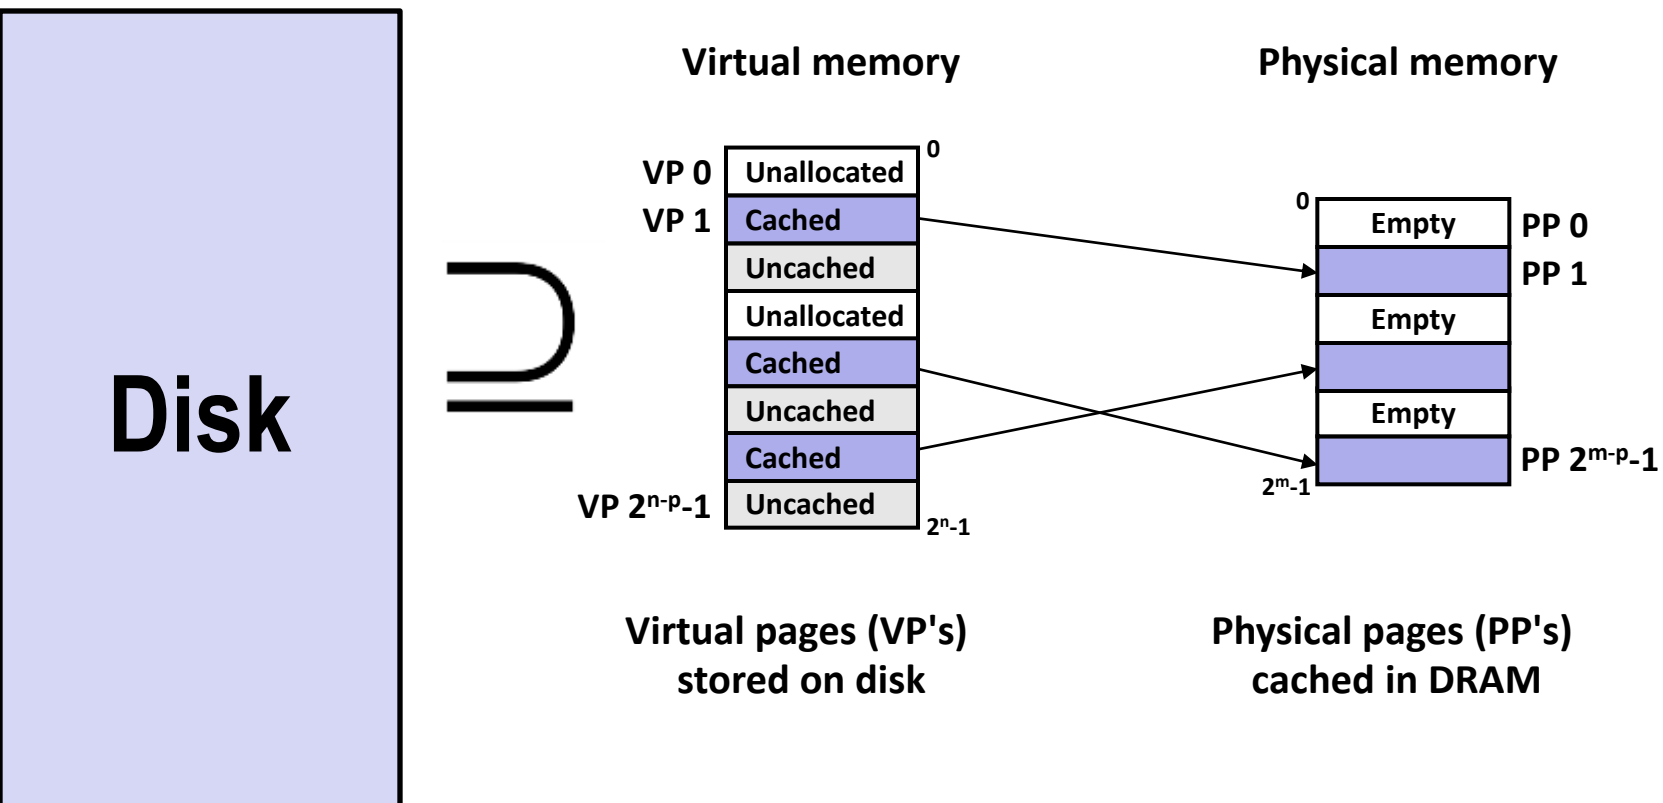 Disk
⊇
Virtual memory
Physical memory
0
VP 0 Unallocated
VP 1 Cached
Uncached
Unallocated
Cached
Uncached
Cached
VP 2ⁿ⁻ᵖ-1 Uncached
2ⁿ-1
0
Empty PP 0
PP 1
Empty
Empty
PP 2ᵐ⁻ᵖ-1
2ᵐ-1
Virtual pages (VP's)
stored on disk
Physical pages (PP's)
cached in DRAM